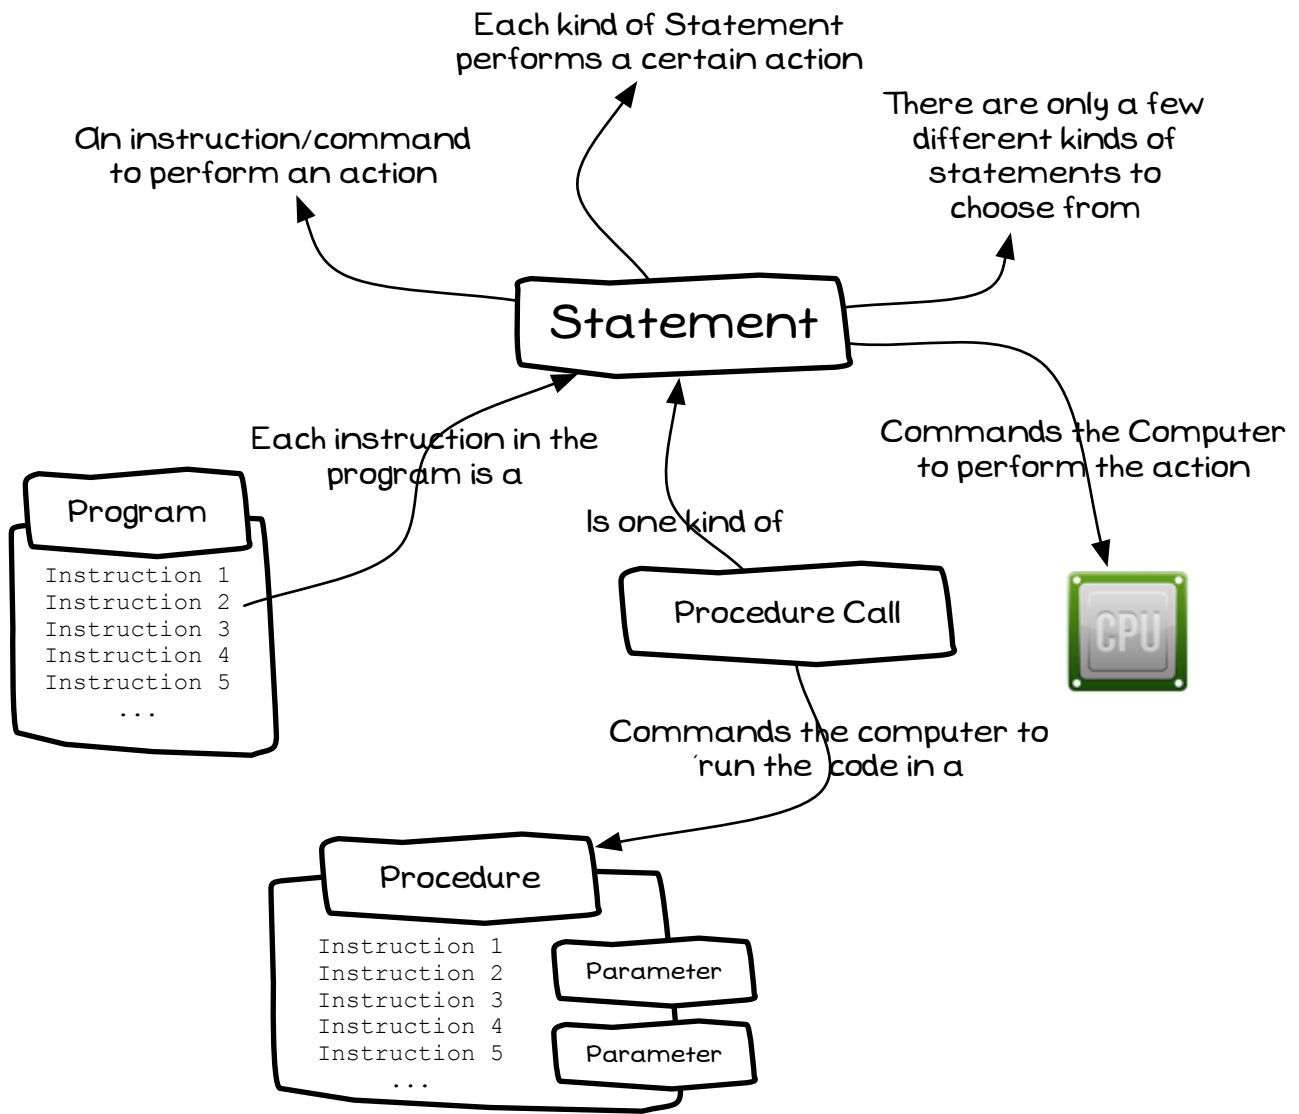 Each kind of Statement
performs a certain action
There are only a few
different kinds of
statements to
choose from
An instruction/command
to perform an action
Statement
Each instruction in the
program is a
Commands the Computer
to perform the action
Program
Is one kind of
Instruction 1
Instruction 2
Instruction 3
Instruction 4
Instruction 5
...
Procedure Call
CPU
Commands the computer to
'run the code in a
Procedure
Instruction 1
Instruction 2
Instruction 3
Instruction 4
Instruction 5
...
Parameter
Parameter